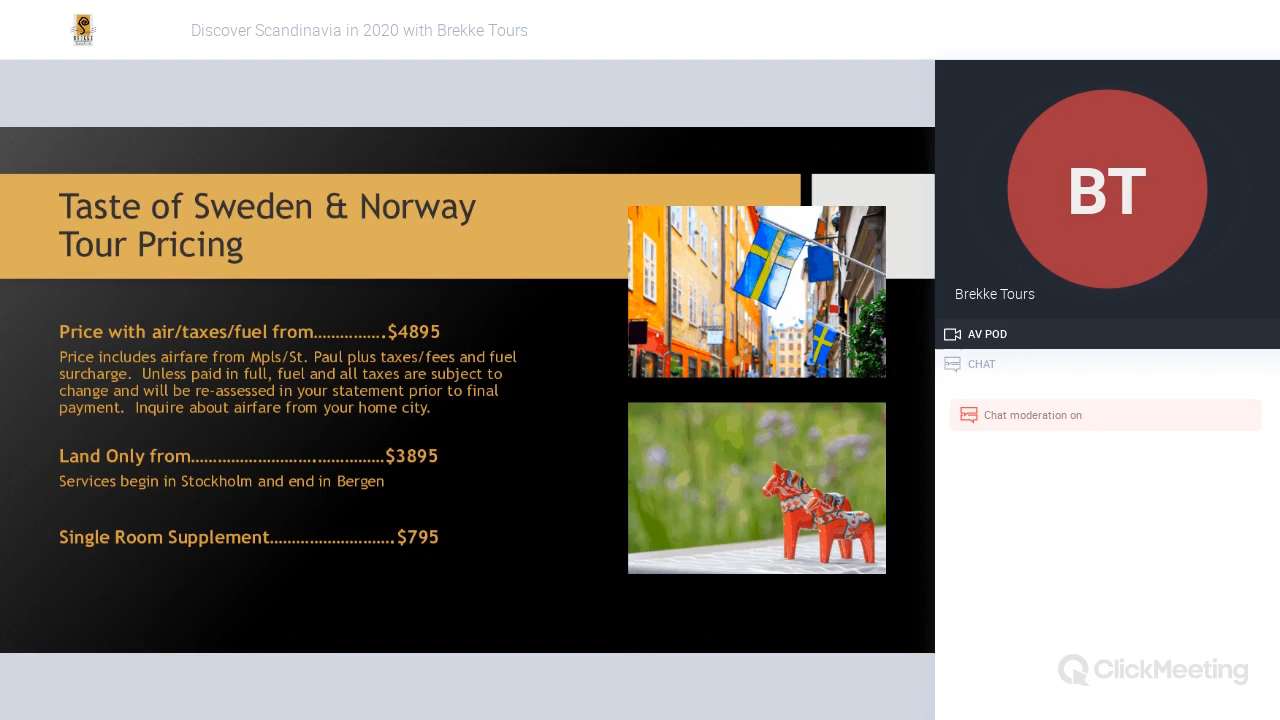 BREKKE
Discover Scandinavia in 2020 with Brekke Tours
Taste of Sweden & Norway
Tour Pricing
Price with air/taxes/fuel from................$4895
Price includes airfare from Mpls/St. Paul plus taxes/fees and fuel
surcharge.  Unless paid in full, fuel and all taxes are subject to
change and will be re-assessed in your statement prior to final
payment.  Inquire about airfare from your home city.
Land Only from...........................................$3895
Services begin in Stockholm and end in Bergen
Single Room Supplement...........................$795
BT
Brekke Tours
AV POD
CHAT
Chat moderation on
ClickMeeting